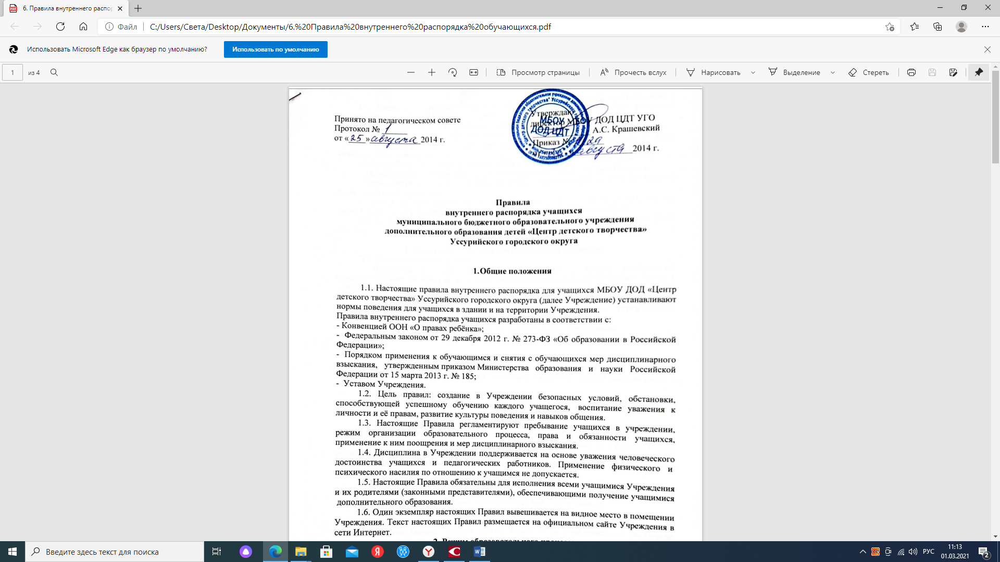 6. Правила внутреннего распор
Файл
C:/Users/Света/Desktop/Документы/6.%20Правила%20внутреннего%20распорядка%20обучающихся.pdf
Использовать Microsoft Edge как браузер по умолчанию?
Использовать по умолчанию
1 из 4
Просмотр страницы
Прочесть вслух
Нарисовать
Выделение
Стереть
Принято на педагогическом совете
Протокол № 1
от «25» августа 2014 г.
Утверждаю
директор МБОУ ДОД ЦДТ УГО
А.С. Крашевский
Приказ № 29
августа 2014 г.
МБОУ
ДОД ЦДТ
Правила
внутреннего распорядка учащихся
муниципального бюджетного образовательного учреждения
дополнительного образования детей «Центр детского творчества»
Уссурийского городского округа
1.Общие положения
1.1. Настоящие правила внутреннего распорядка для учащихся МБОУ ДОД «Центр
детского творчества» Уссурийского городского округа (далее Учреждение) устанавливают
нормы поведения для учащихся в здании и на территории Учреждения.
Правила внутреннего распорядка учащихся разработаны в соответствии с:
- Конвенцией ООН «О правах ребёнка»;
- Федеральным законом от 29 декабря 2012 г. № 273-ФЗ «Об образовании в Российской
Федерации»;
- Порядком применения к обучающимся и снятия с обучающихся мер дисциплинарного
взыскания, утвержденным приказом Министерства образования и науки Российской
Федерации от 15 марта 2013 г. № 185;
- Уставом Учреждения.
1.2. Цель правил: создание в Учреждении безопасных условий, обстановки,
способствующей успешному обучению каждого учащегося, воспитание уважения к
личности и её правам, развитие культуры поведения и навыков общения.
1.3. Настоящие Правила регламентируют пребывание учащихся в учреждении,
режим организации образовательного процесса, права и обязанности учащихся,
применение к ним поощрения и мер дисциплинарного взыскания.
1.4. Дисциплина в Учреждении поддерживается на основе уважения человеческого
достоинства учащихся и педагогических работников. Применение физического и
психического насилия по отношению к учащимся не допускается.
1.5. Настоящие Правила обязательны для исполнения всеми учащимися Учреждения
и их родителями (законными представителями), обеспечивающими получение учащимися
дополнительного образования.
1.6. Один экземпляр настоящих Правил вывешивается на видное место в помещении
Учреждения. Текст настоящих Правил размещается на официальном сайте Учреждения в
сети Интернет.
2. Режим образовательного процесса
Введите здесь текст для поиска
РУС
11:13
01.03.2021
2